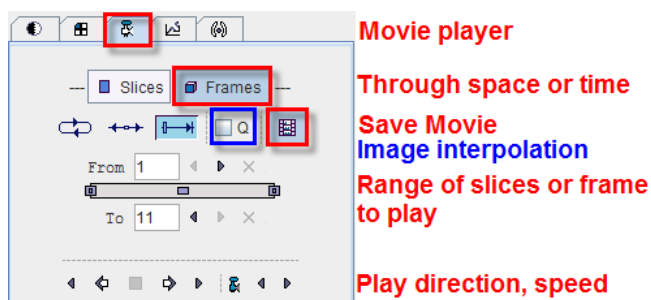 Movie player
Slices Frames
Through space or time
Q
Save Movie
Image interpolation
From 1
Range of slices or frame
to play
To 11
Play direction, speed